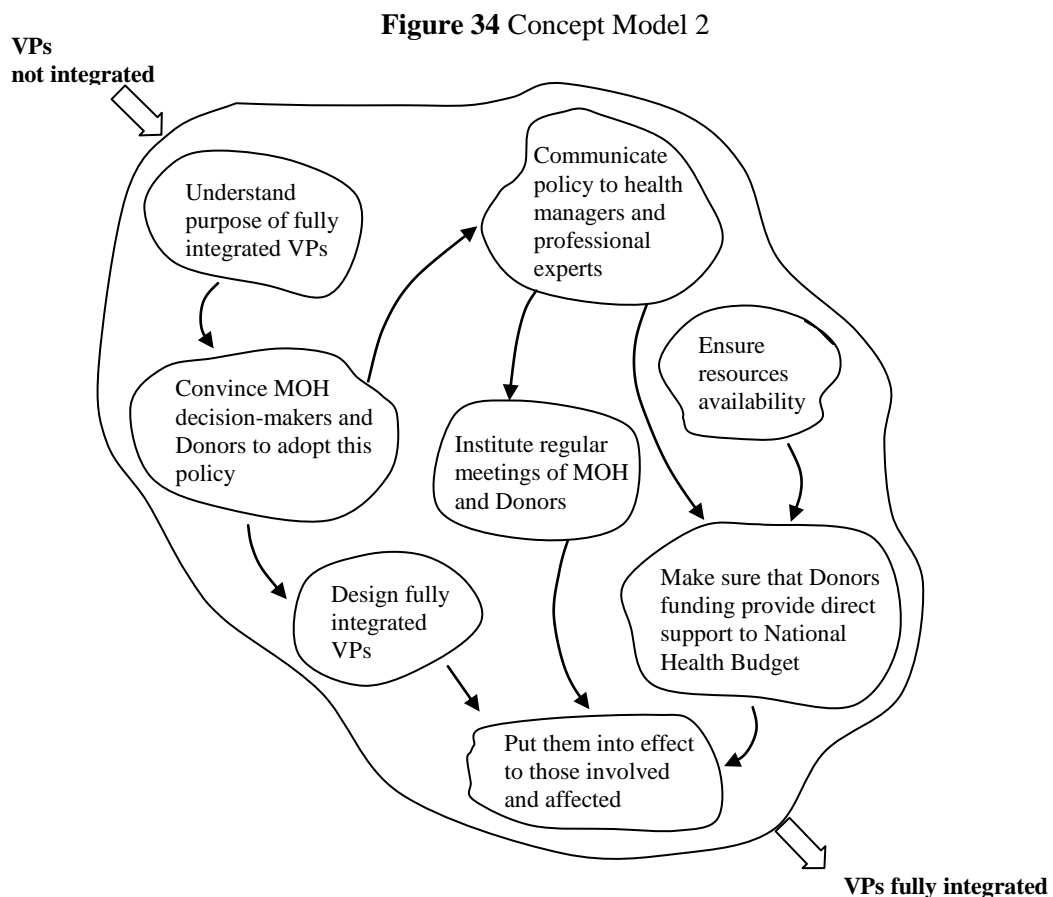 Figure 34 Concept Model 2
VPs
not integrated
Understand
purpose of fully
integrated VPs
Communicate
policy to health
managers and
professional
experts
Convince MOH
decision-makers and
Donors to adopt this
policy
Institute regular
meetings of MOH
and Donors
Ensure
resources
availability
Design fully
integrated
VPs
Make sure that Donors
funding provide direct
support to National
Health Budget
Put them into effect
to those involved
and affected
VPs fully integrated